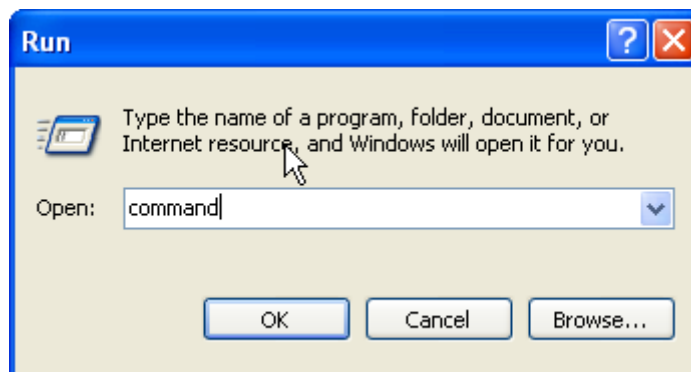 Run
Type the name of a program, folder, document, or
Internet resource, and Windows will open it for you.
Open: command
OK Cancel Browse...